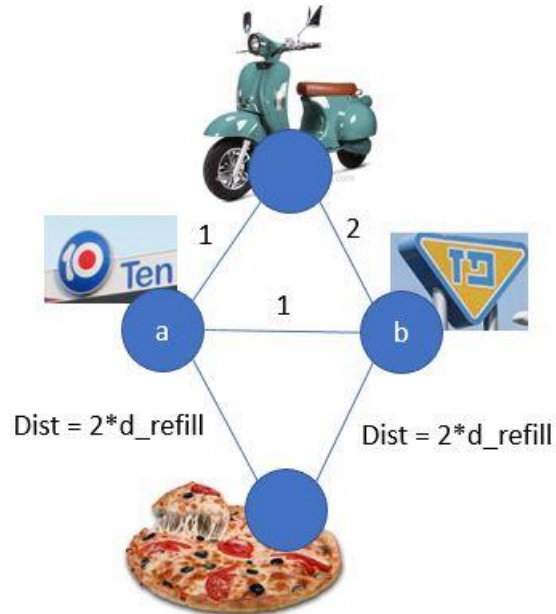 1
2
10
Ten
פז
a
1
b
Dist = 2*d_refill
Dist = 2*d_refill